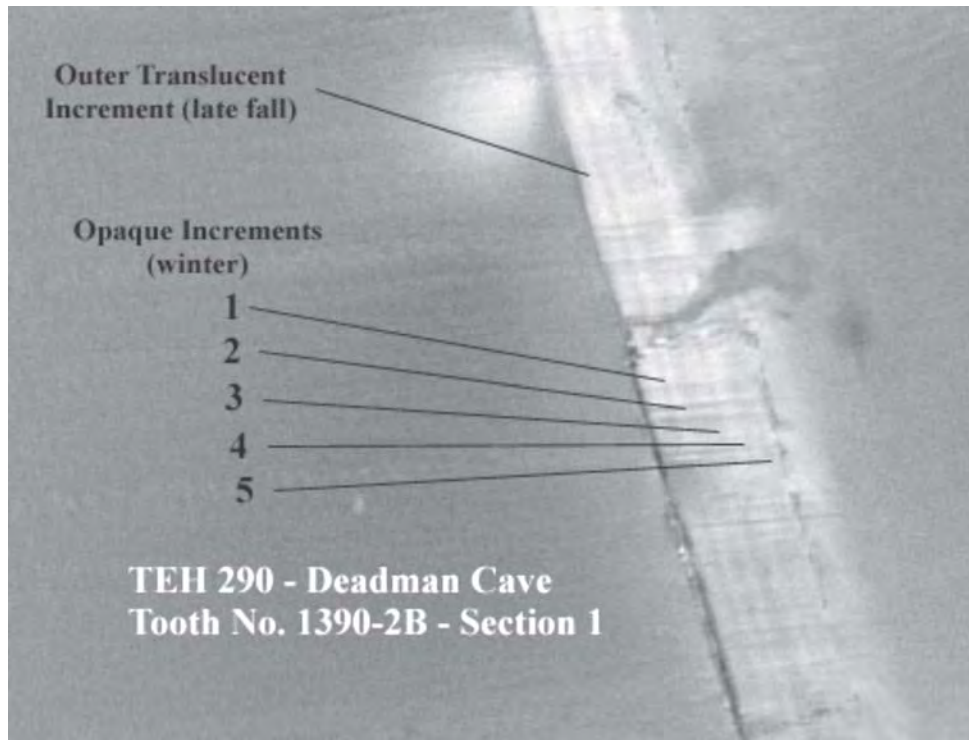 Outer Translucent
Increment (late fall)
Opaque Increments
(winter)
1
2
3
4
5
TEH 290 - Deadman Cave
Tooth No. 1390-2B - Section 1